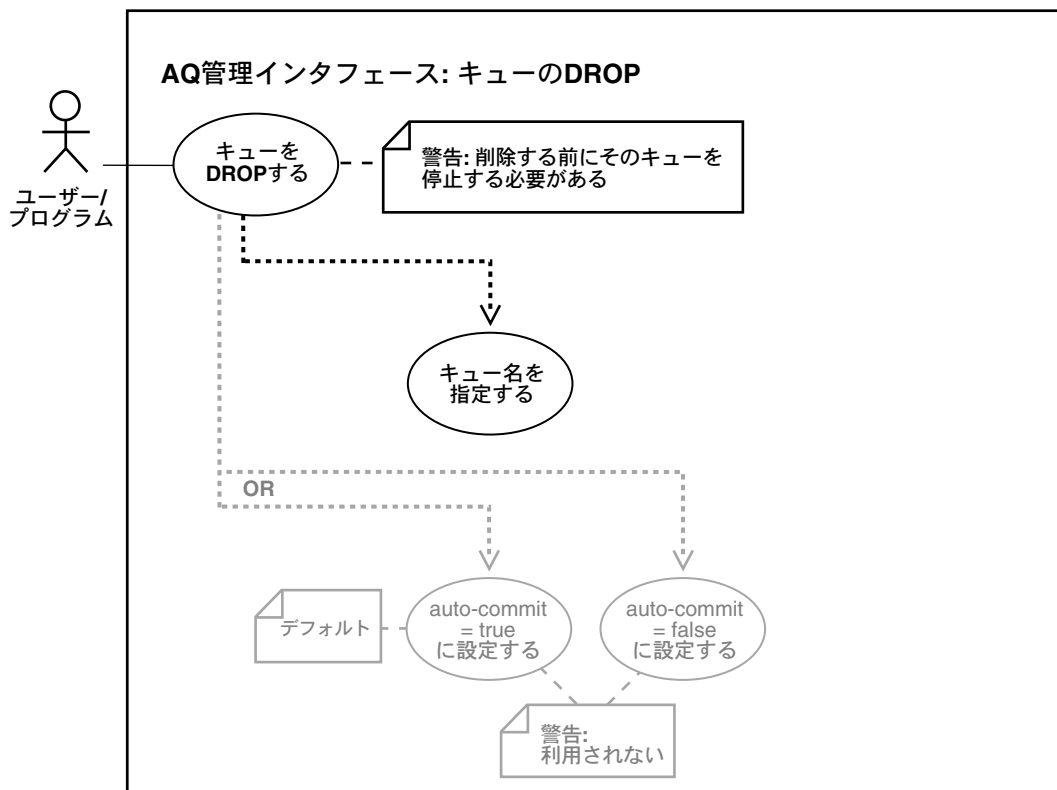 AQ管理インタフェース: キューのDROP
ユーザー/
プログラム
キューを
DROPする
警告: 削除する前にそのキューを
停止する必要がある
キュー名を
指定する
OR
デフォルト
auto-commit
= true
に設定する
auto-commit
= false
に設定する
警告:
利用されない